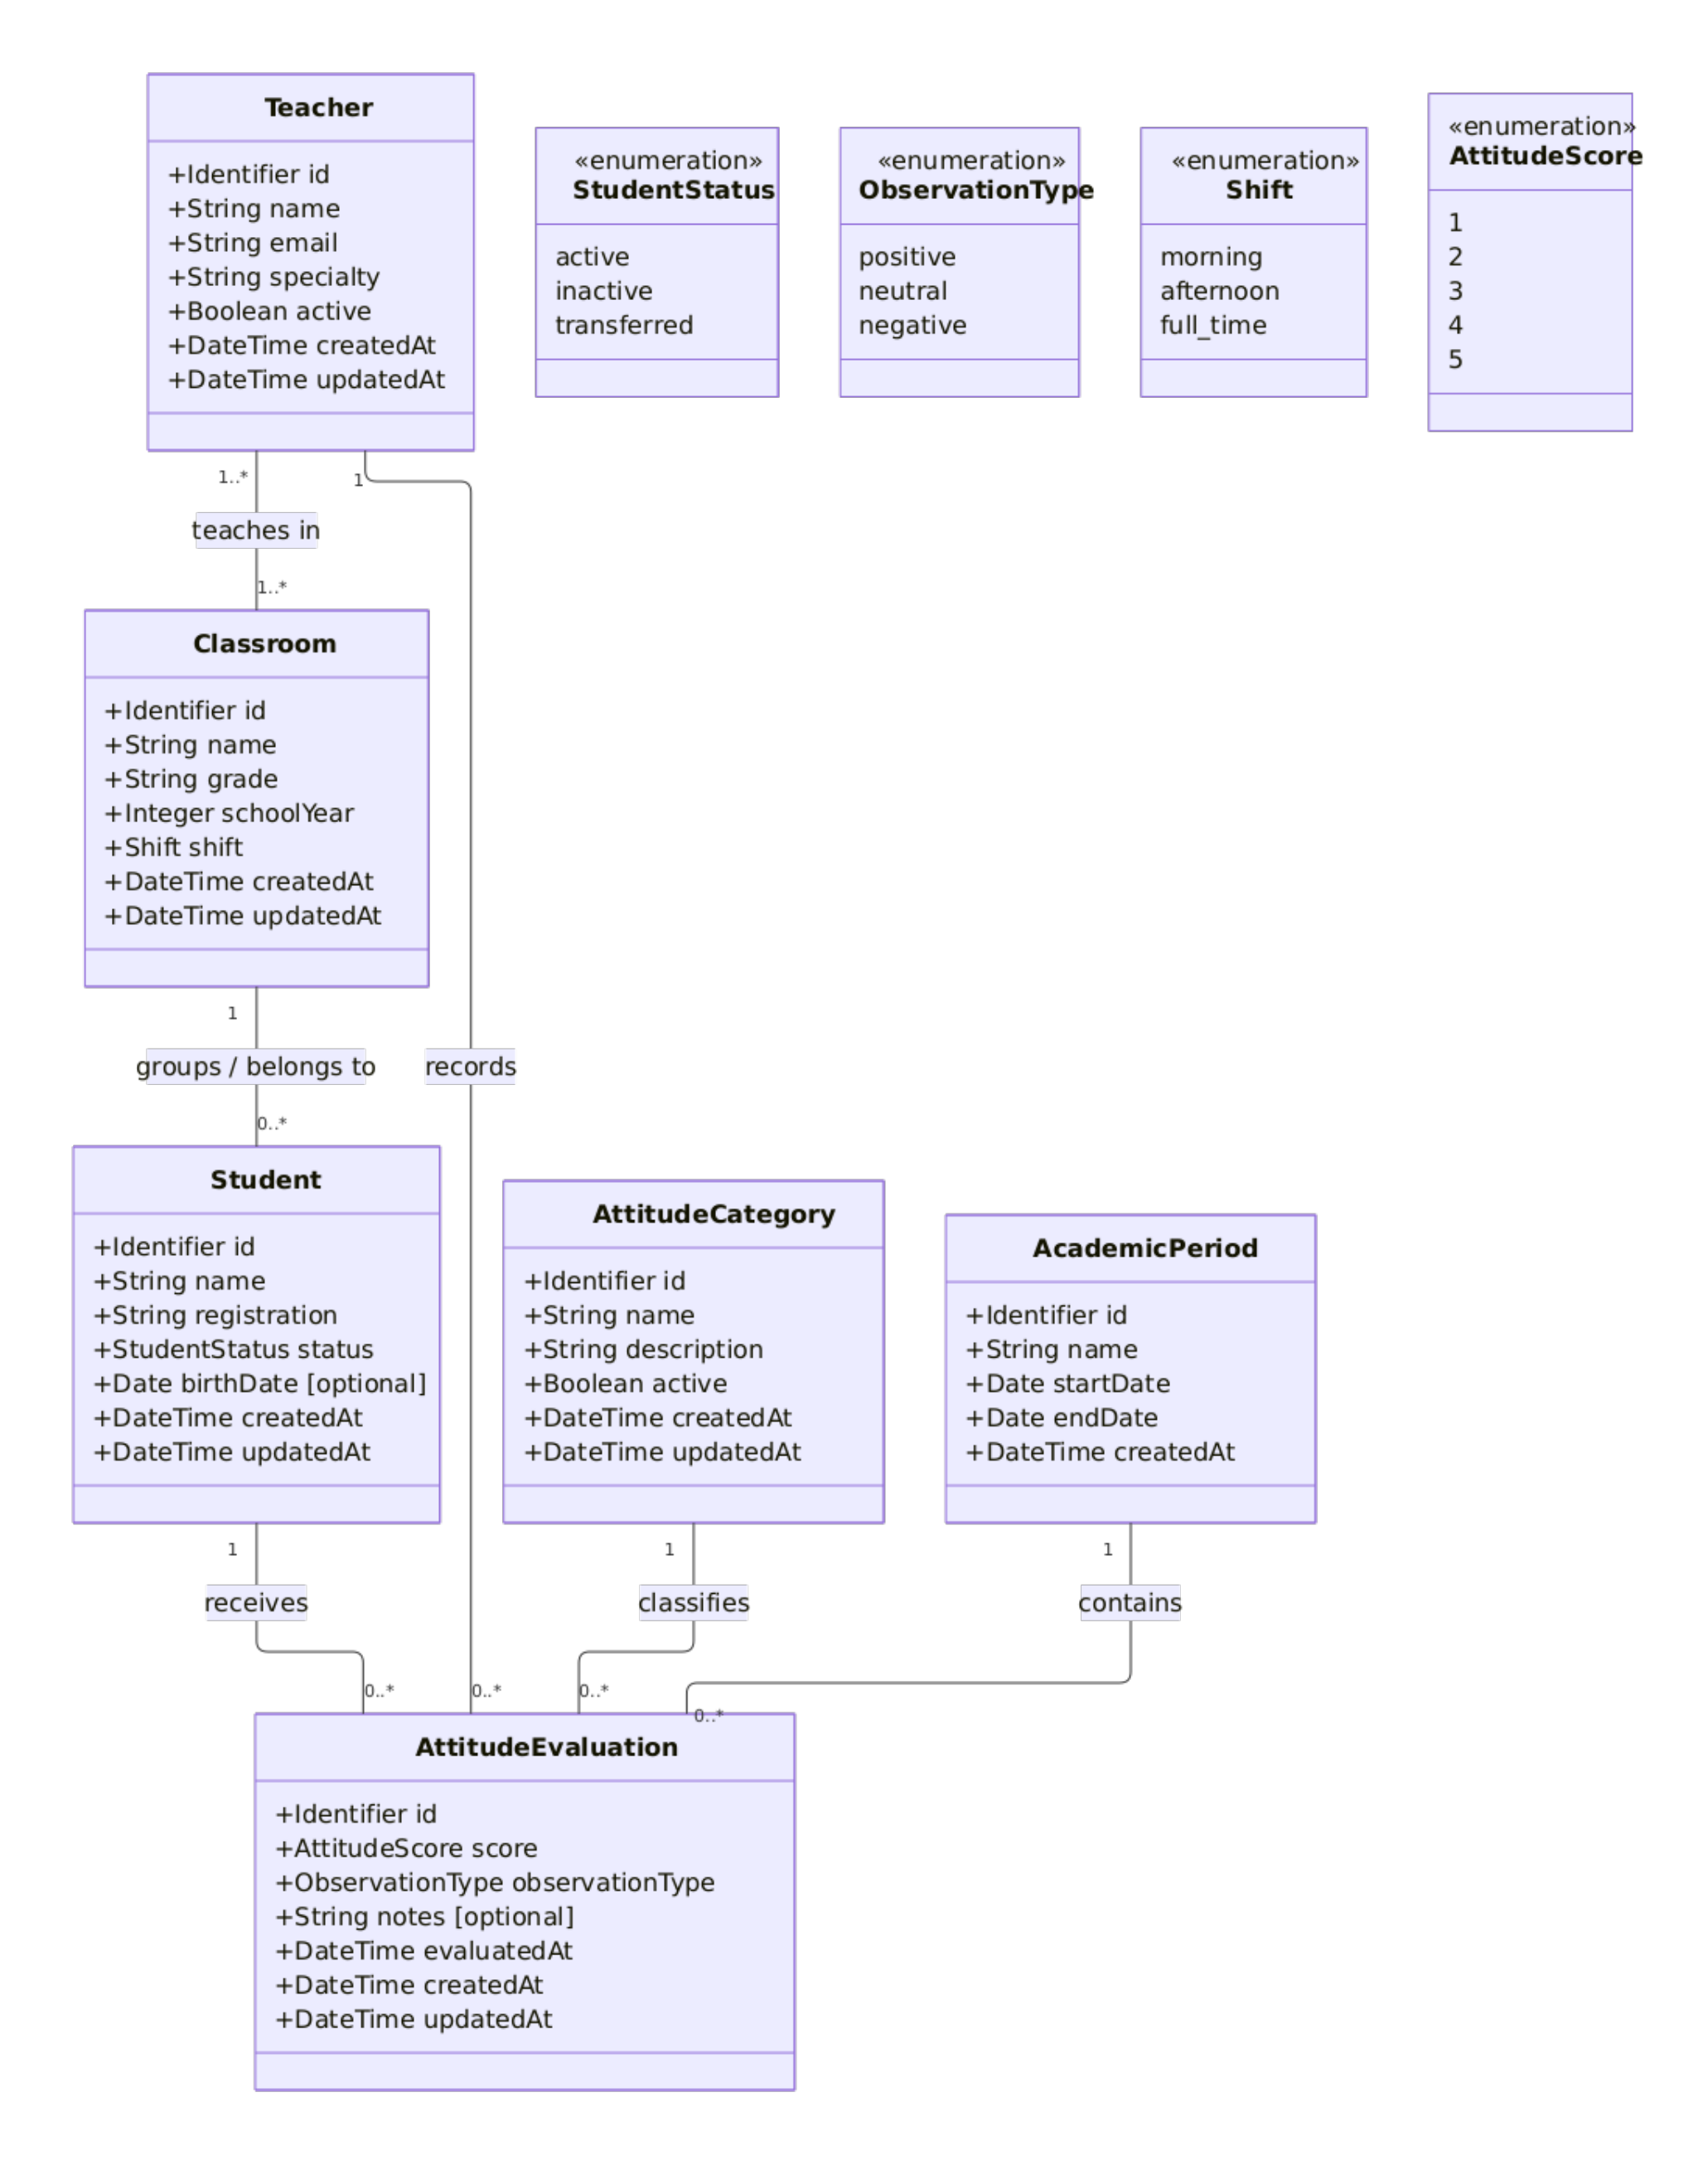 Teacher
+Identifier id
+String name
+String email
+String specialty
+Boolean active
+DateTime createdAt
+DateTime updatedAt
«enumeration»
StudentStatus
active
inactive
transferred
«enumeration»
ObservationType
positive
neutral
negative
«enumeration»
Shift
morning
afternoon
full_time
«enumeration»
AttitudeScore
1
2
3
4
5
1..*
1
teaches in
1..*
Classroom
+Identifier id
+String name
+String grade
+Integer schoolYear
+Shift shift
+DateTime createdAt
+DateTime updatedAt
1
groups / belongs to
records
0..*
Student
+Identifier id
+String name
+String registration
+StudentStatus status
+Date birthDate [optional]
+DateTime createdAt
+DateTime updatedAt
AttitudeCategory
+Identifier id
+String name
+String description
+Boolean active
+DateTime createdAt
+DateTime updatedAt
AcademicPeriod
+Identifier id
+String name
+Date startDate
+Date endDate
+DateTime createdAt
1
1
1
receives
classifies
contains
0..*
0..*
0..*
0..*
AttitudeEvaluation
+Identifier id
+AttitudeScore score
+ObservationType observationType
+String notes [optional]
+DateTime evaluatedAt
+DateTime createdAt
+DateTime updatedAt